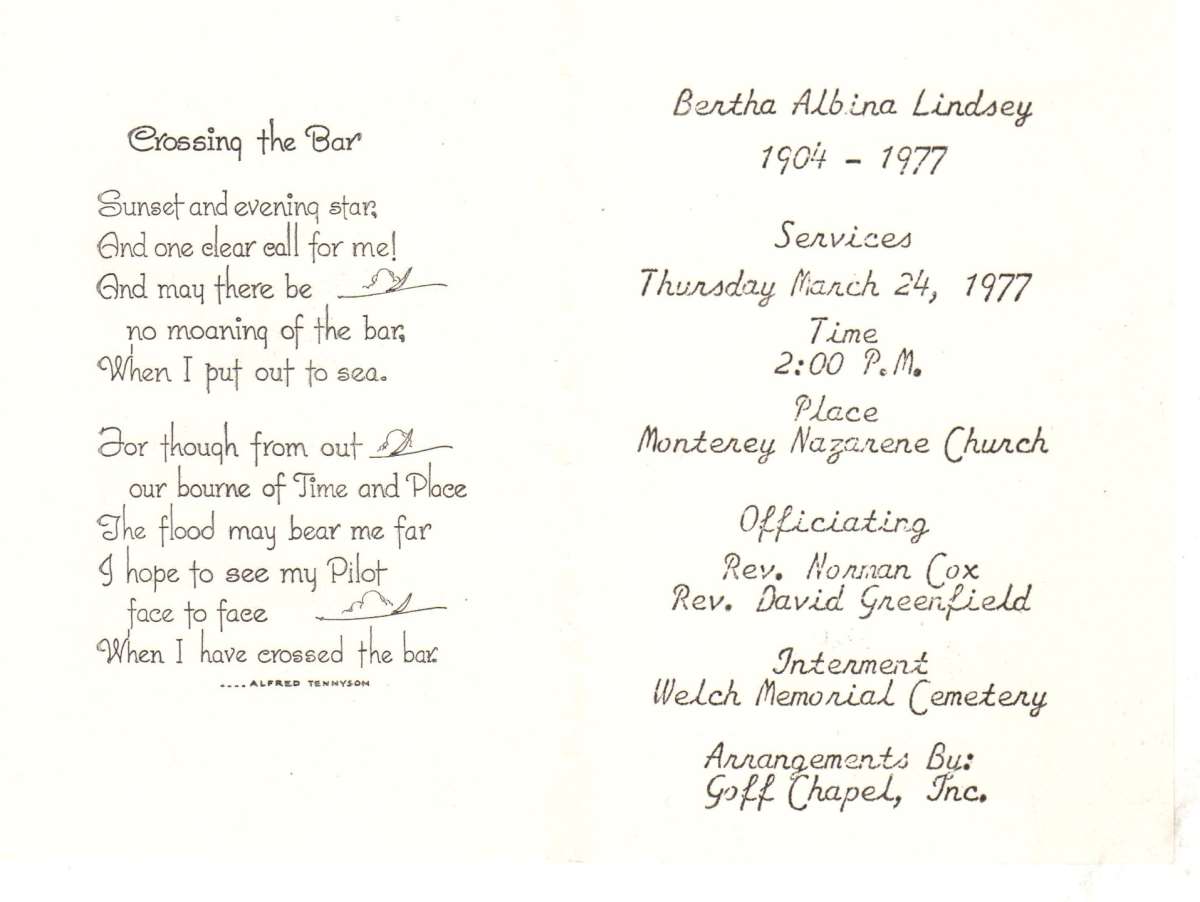 Crossing the Bar
Sunset and evening star,
And one clear call for me!
And may there be
no moaning of the bar,
When I put out to sea.
For though from out
our bourne of Time and Place
The flood may bear me far
I hope to see my Pilot
face to face
When I have crossed the bar.
....ALFRED TENNYSON
Bertha Albina Lindsey
1904 - 1977
Services
Thursday March 24, 1977
Time
2:00 P.M.
Place
Monterey Nazarene Church
Officiating
Rev. Norman Cox
Rev. David Greenfield
Interment
Welch Memorial Cemetery
Arrangements By:
Goff Chapel, Inc.